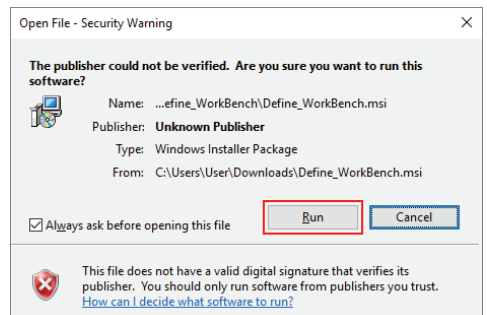 Open File - Security Warning
The publisher could not be verified. Are you sure you want to run this
software?
Name: ...efine_WorkBench\Define_WorkBench.msi
Publisher: Unknown Publisher
Type: Windows Installer Package
From: C:\Users\User\Downloads\Define_WorkBench.msi
Run Cancel
Always ask before opening this file
This file does not have a valid digital signature that verifies its
publisher. You should only run software from publishers you trust.
How can I decide what software to run?